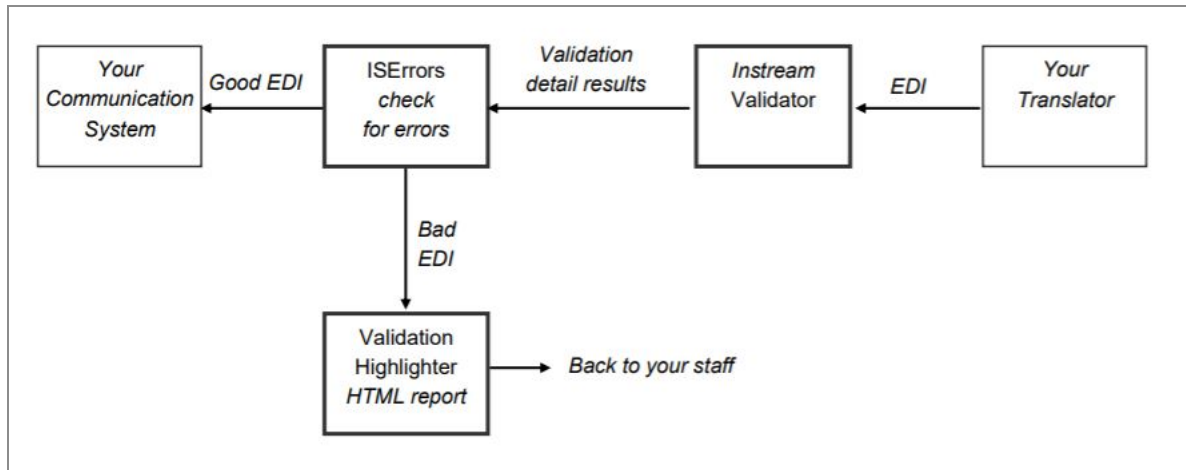 Your
Communication
System
Good EDI
ISErrors
check
for errors
Validation
detail results
Instream
Validator
EDI
Your
Translator
Bad
EDI
Validation
Highlighter
HTML report
Back to your staff